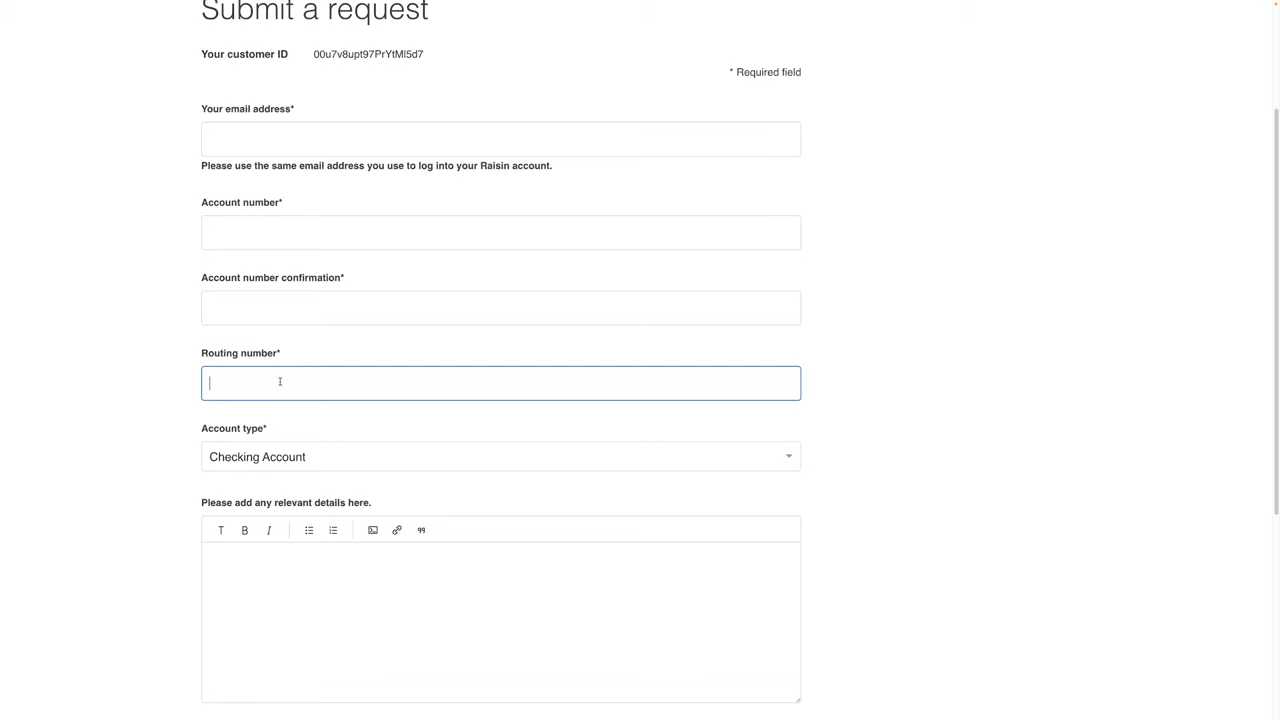 Submit a request
Your customer ID 00u7v8upt97PrYtMl5d7
* Required field
Your email address*
Please use the same email address you use to log into your Raisin account.
Account number*
Account number confirmation*
Routing number*
Account type*
Checking Account
Please add any relevant details here.
T B I